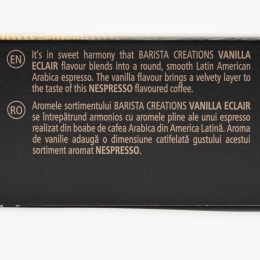 EN
It's in sweet harmony that BARISTA CREATIONS VANILLA
ECLAIR flavour blends into a round, smooth Latin American
Arabica espresso. The vanilla flavour brings a velvety layer to
the taste of this NESPRESSO flavoured coffee.
RO
Aromele sortimentului BARISTA CREATIONS VANILLA ECLAIR
se întrepătrund armonios cu aromele pline ale unui espresso
realizat din boabe de cafea Arabica din America Latină. Aroma
de vanilie adaugă o dimensiune catifelată gustului acestui
sortiment aromat NESPRESSO.